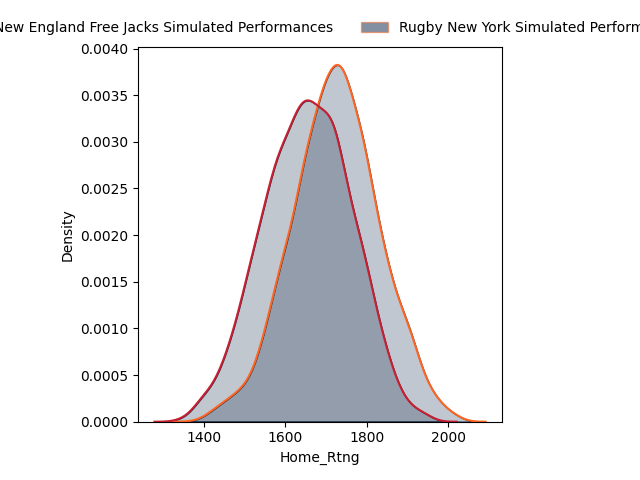 New England Free Jacks Simulated Performances
Rugby New York Simulated
0.0040
0.0035
0.0030
0.0025
0.0020
0.0015
0.0010
0.0005
0.0000
Density
1400 1600 1800 2000
Home_Rtng